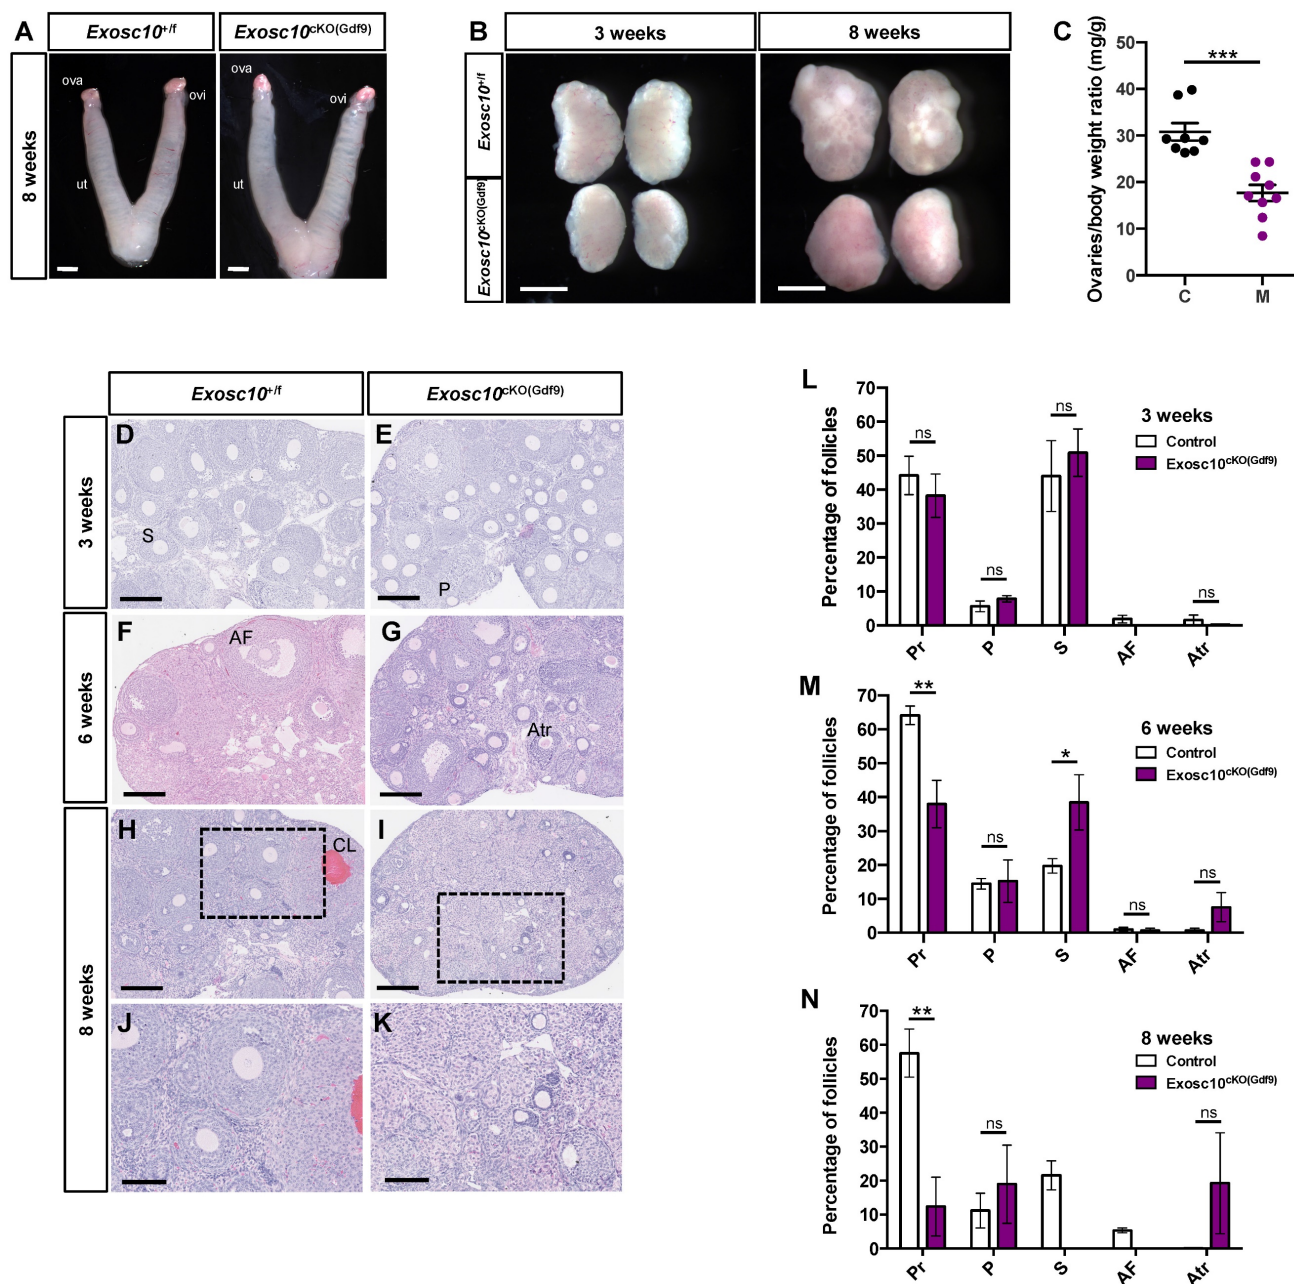 A
Exosc10+/f
Exosc10cKO(Gdf9)
8 weeks
ova
ovi
ut
ova
ovi
ut
B
3 weeks
8 weeks
Exosc10+/f
Exosc10cKO(Gdf9)
C
Ovaries/body weight ratio (mg/g)
50
40
30
20
10
0
***
C
M
Exosc10+/f
Exosc10cKO(Gdf9)
3 weeks
D
S
E
P
6 weeks
F
AF
G
Atr
8 weeks
H
CL
I
J
K
L
Percentage of follicles
70
60
50
40
30
20
10
0
ns
ns
ns
ns
3 weeks
Control
Exosc10cKO(Gdf9)
Pr
P
S
AF
Atr
M
Percentage of follicles
70
60
50
40
30
20
10
0
**
ns
*
ns
ns
6 weeks
Control
Exosc10cKO(Gdf9)
Pr
P
S
AF
Atr
N
Percentage of follicles
70
60
50
40
30
20
10
0
**
ns
ns
8 weeks
Control
Exosc10cKO(Gdf9)
Pr
P
S
AF
Atr